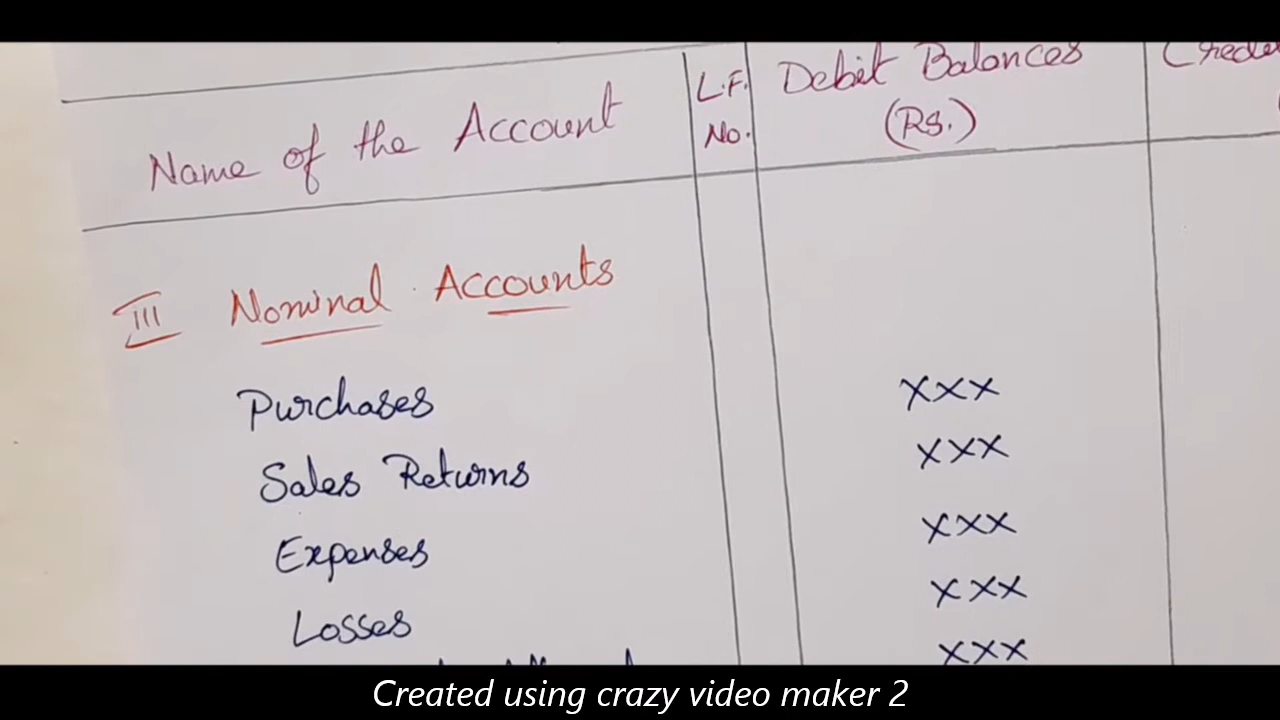 Name of the Account
L.F.
No.
Debit Balances
(Rs.)
III Nominal Accounts
Purchases XXX
Sales Returns XXX
Expenses XXX
Losses XXX
XXX
Created using crazy video maker 2